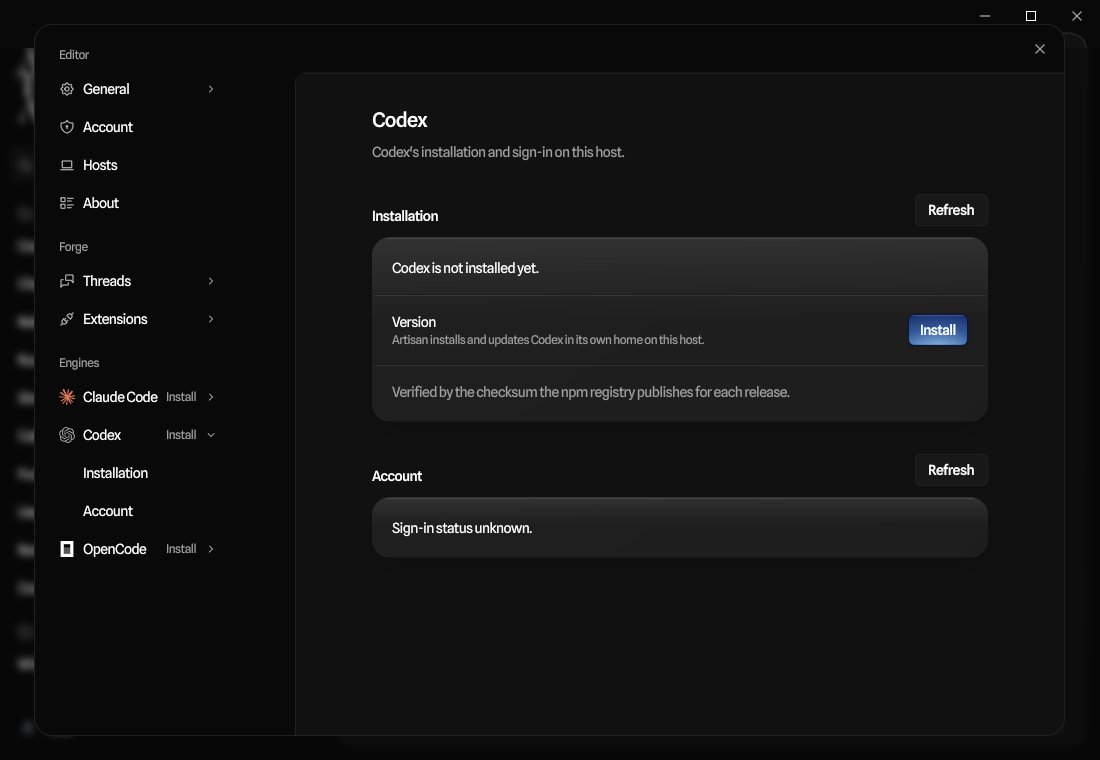 Editor
General
Account
Hosts
About
Forge
Threads
Extensions
Engines
Claude Code Install
Codex Install
Installation
Account
OpenCode Install
Codex
Codex's installation and sign-in on this host.
Installation
Refresh
Codex is not installed yet.
Version
Artisan installs and updates Codex in its own home on this host.
Install
Verified by the checksum the npm registry publishes for each release.
Account
Refresh
Sign-in status unknown.